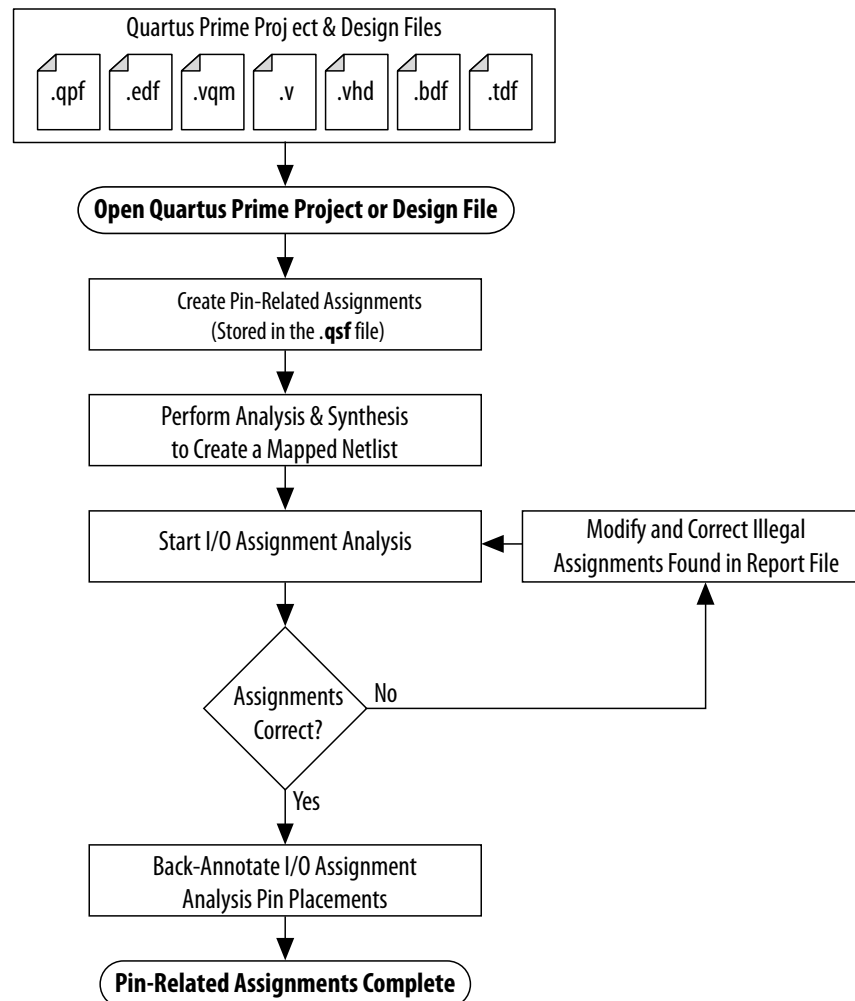 Quartus Prime Project & Design Files
.qpf
.edf
.vqm
.v
.vhd
.bdf
.tdf
Open Quartus Prime Project or Design File
Create Pin-Related Assignments
(Stored in the .qsf file)
Perform Analysis & Synthesis
to Create a Mapped Netlist
Start I/O Assignment Analysis
Modify and Correct Illegal
Assignments Found in Report File
Assignments
Correct?
No
Yes
Back-Annotate I/O Assignment
Analysis Pin Placements
Pin-Related Assignments Complete